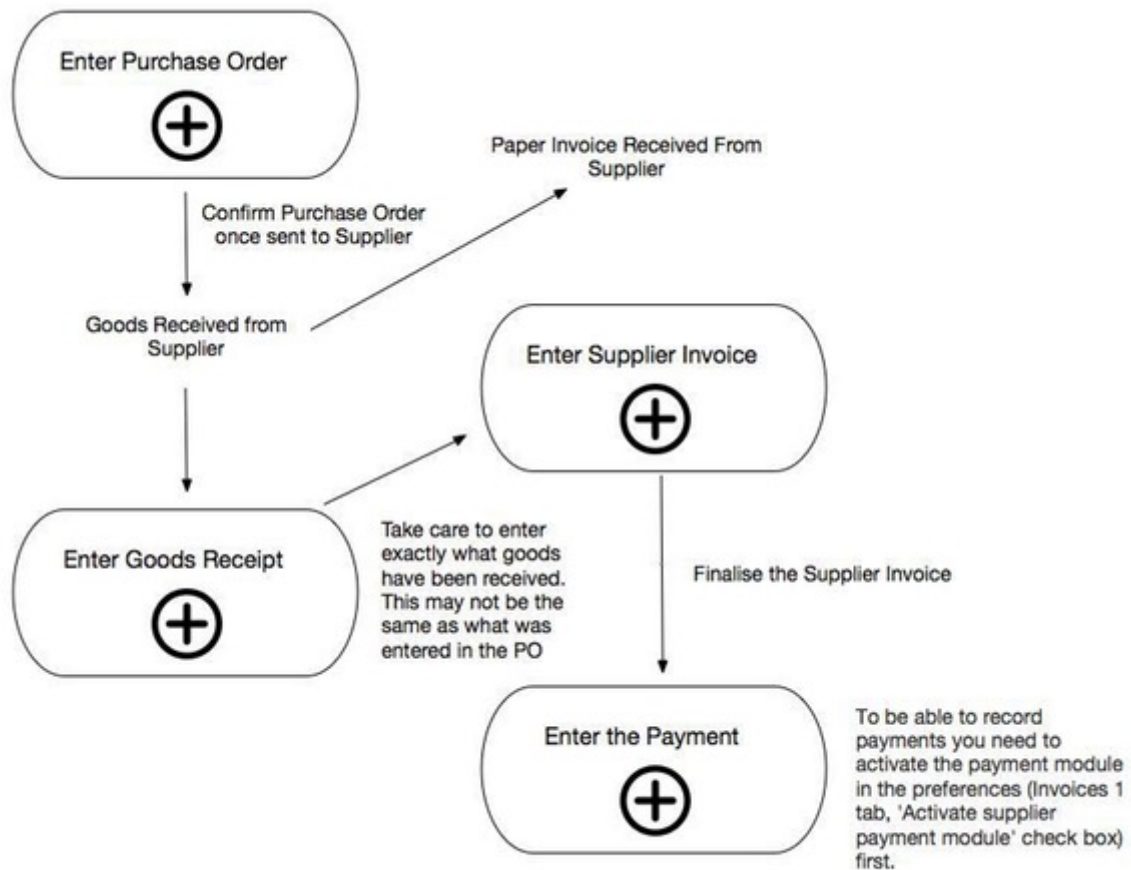 Enter Purchase Order
Paper Invoice Received From
Supplier
Confirm Purchase Order
once sent to Supplier
Goods Received from
Supplier
Enter Supplier Invoice
Enter Goods Receipt
Take care to enter
exactly what goods
have been received.
This may not be the
same as what was
entered in the PO
Finalise the Supplier Invoice
Enter the Payment
To be able to record
payments you need to
activate the payment module
in the preferences (Invoices 1
tab, 'Activate supplier
payment module' check box)
first.